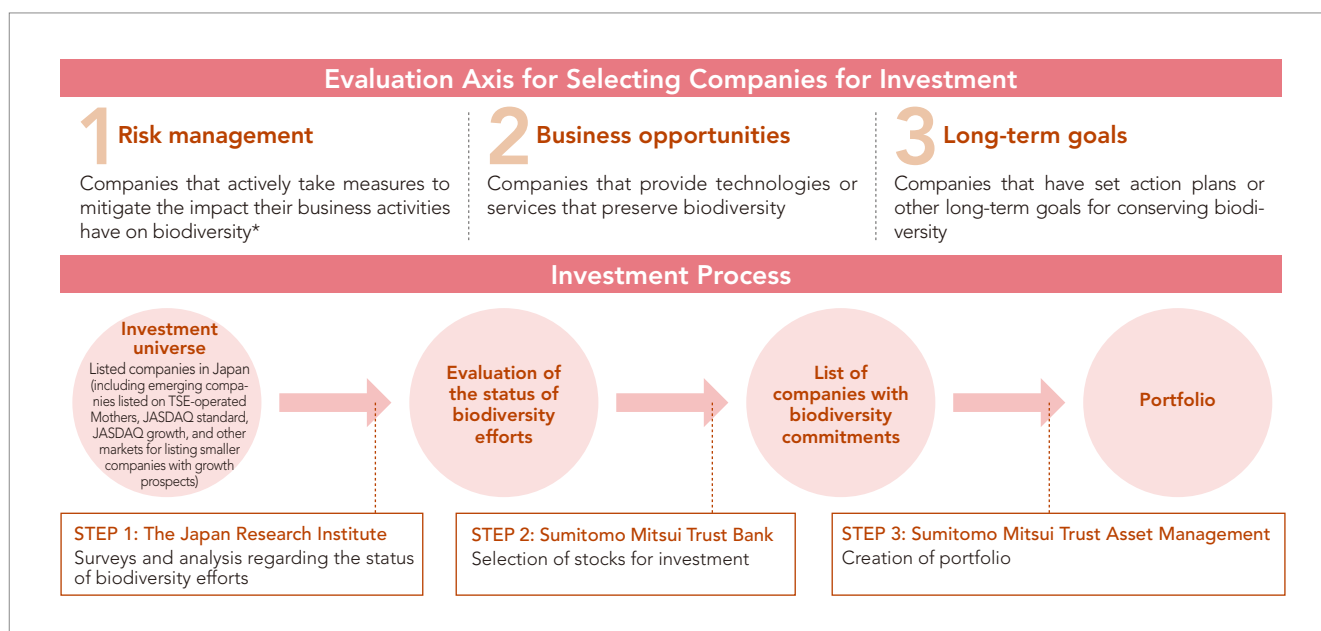 Evaluation Axis for Selecting Companies for Investment
1 Risk management
Companies that actively take measures to
mitigate the impact their business activities
have on biodiversity*
2 Business opportunities
Companies that provide technologies or
services that preserve biodiversity
3 Long-term goals
Companies that have set action plans or
other long-term goals for conserving biodi-
versity
Investment Process
Investment
universe
Listed companies in Japan
(including emerging compa-
nies listed on TSE-operated
Mothers, JASDAQ standard,
JASDAQ growth, and other
markets for listing smaller
companies with growth
prospects)
Evaluation of
the status of
biodiversity
efforts
List of
companies with
biodiversity
commitments
Portfolio
STEP 1: The Japan Research Institute
Surveys and analysis regarding the status
of biodiversity efforts
STEP 2: Sumitomo Mitsui Trust Bank
Selection of stocks for investment
STEP 3: Sumitomo Mitsui Trust Asset Management
Creation of portfolio